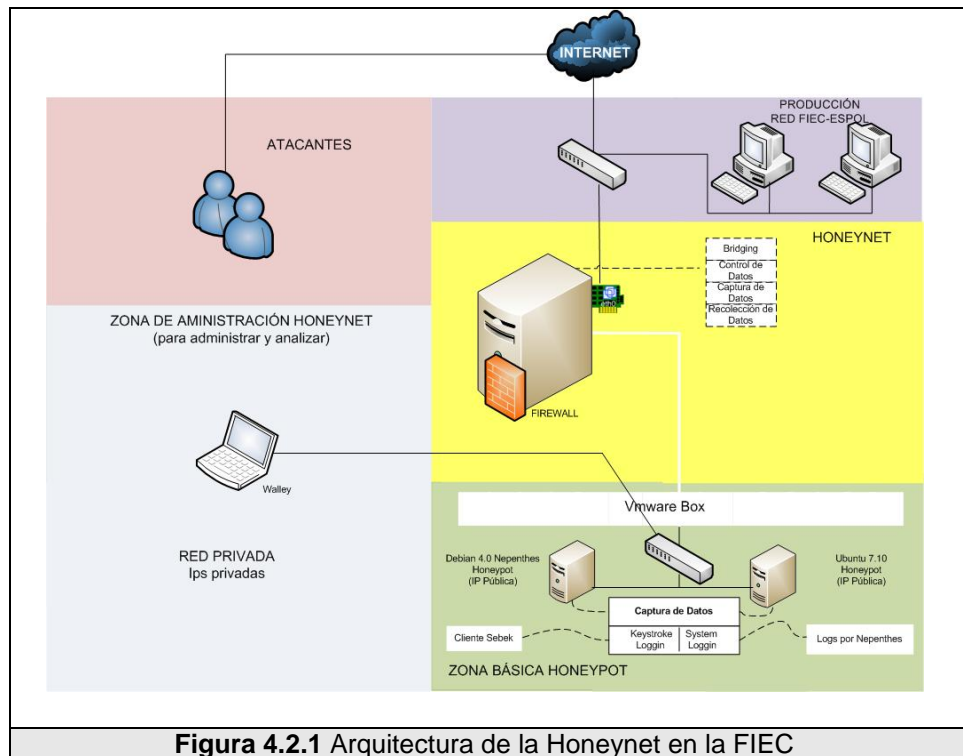 INTERNET
PRODUCCIÓN
RED FIEC-ESPOL
ATACANTES
HONEYNET
Bridging
Control de
Datos
Captura de
Datos
Recolección de
Datos
eth0
ZONA DE AMINISTRACIÓN HONEYNET
(para administrar y analizar)
FIREWALL
Walley
Vmware Box
RED PRIVADA
Ips privadas
Debian 4.0 Nepenthes
Honeypot
(IP Pública)
Ubuntu 7.10
Honeypot
(IP Pública)
Captura de Datos
Cliente Sebek
Keystroke
Loggin
System
Loggin
Logs por Nepenthes
ZONA BÁSICA HONEYPOT
Figura 4.2.1 Arquitectura de la Honeynet en la FIEC